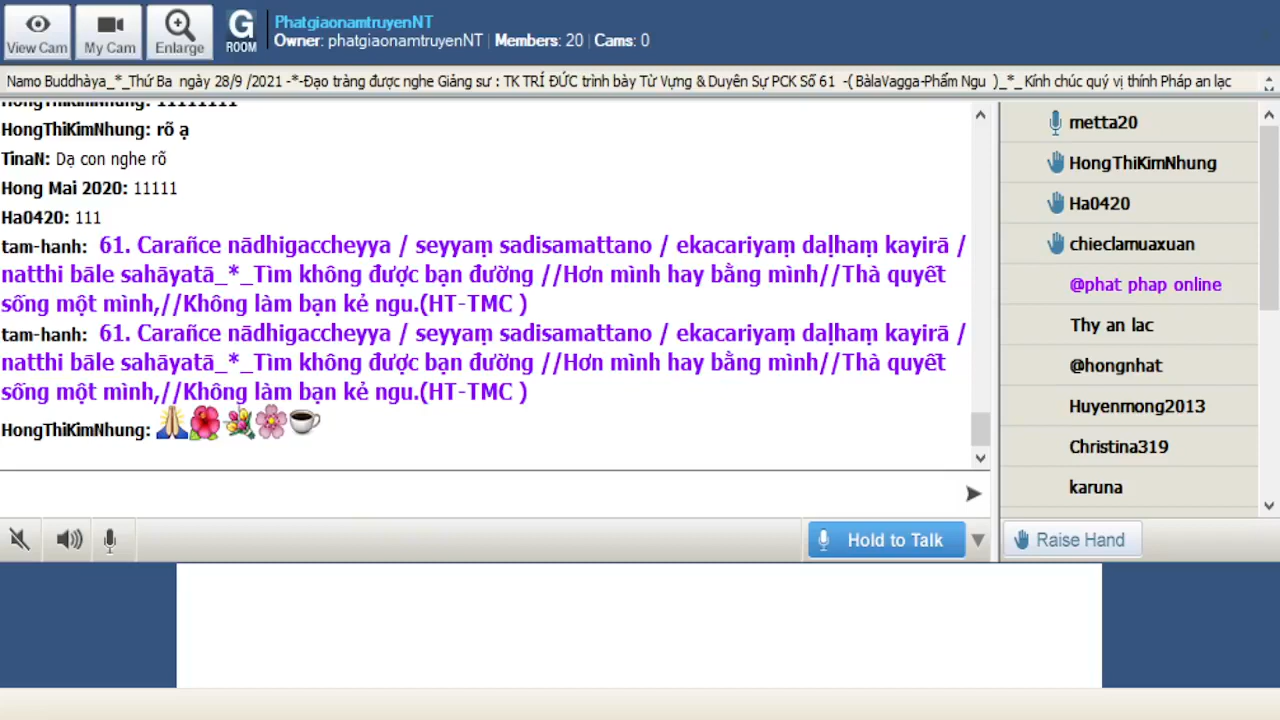 View Cam
My Cam
Enlarge
G
ROOM
PhatgiaonamtruyenNT
Owner: phatgiaonamtruyenNT | Members: 20 | Cams: 0
Namo Buddhàya_*_Thứ Ba ngày 28/9 /2021 -*-Đạo tràng được nghe Giảng sư : TK TRÍ ĐỨC trình bày Từ Vựng & Duyên Sự PCK Số 61 -( BàlaVagga-Phẩm Ngu )_*_ Kính chúc quý vị thính Pháp an lạc
HongThiKimNhung: 11111111
HongThiKimNhung: rõ ạ
TinaN: Dạ con nghe rõ
Hong Mai 2020: 11111
Ha0420: 111
tam-hanh: 61. Carañce nādhigaccheyya / seyyaṃ sadisamattano / ekacariyaṃ daḷhaṃ kayirā /
natthi bāle sahāyatā_*_Tìm không được bạn đường //Hơn mình hay bằng mình//Thà quyết
sống một mình,//Không làm bạn kẻ ngu.(HT-TMC )
tam-hanh: 61. Carañce nādhigaccheyya / seyyaṃ sadisamattano / ekacariyaṃ daḷhaṃ kayirā /
natthi bāle sahāyatā_*_Tìm không được bạn đường //Hơn mình hay bằng mình//Thà quyết
sống một mình,//Không làm bạn kẻ ngu.(HT-TMC )
HongThiKimNhung:
metta20
HongThiKimNhung
Ha0420
chieclamuaxuan
@phat phap online
Thy an lac
@hongnhat
Huyenmong2013
Christina319
karuna
Hold to Talk
Raise Hand